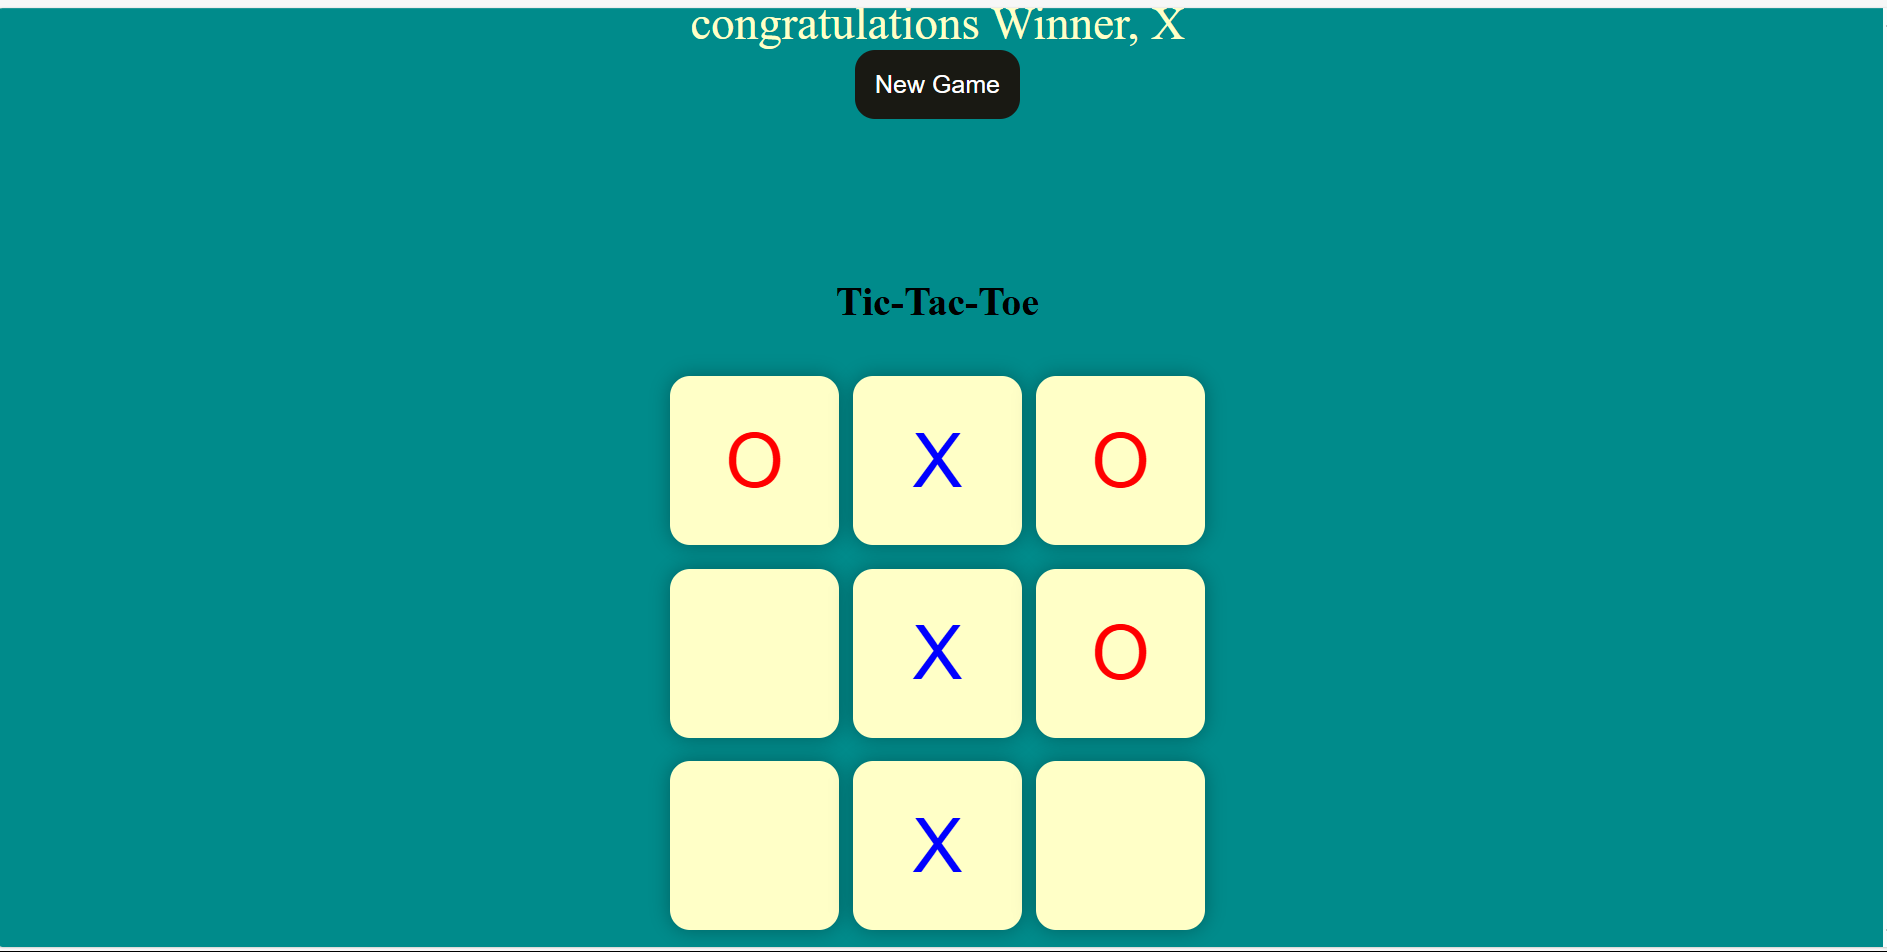 congratulations Winner, X
New Game
Tic-Tac-Toe
O X O
X O
X